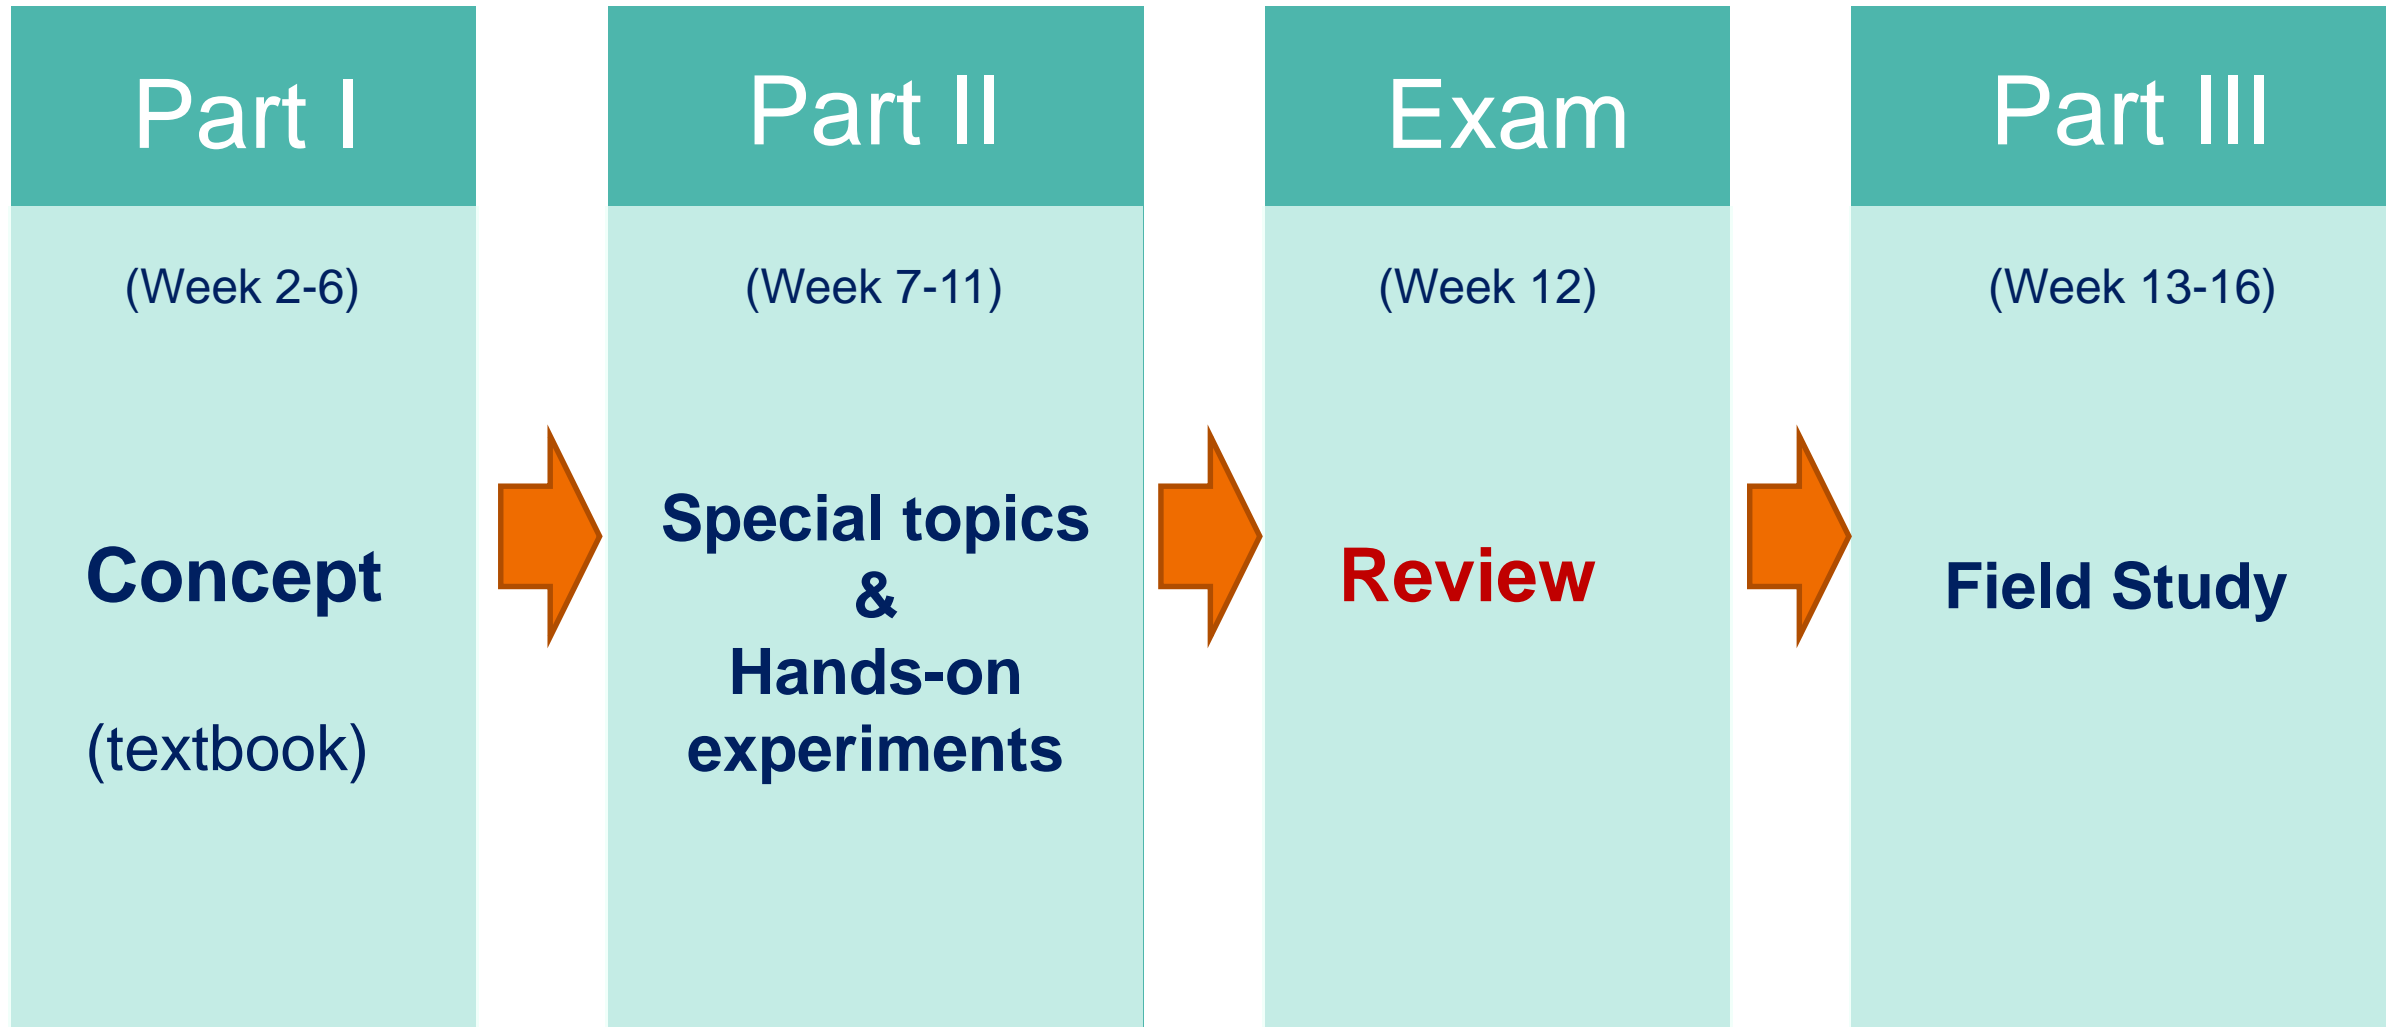 Part I
(Week 2-6)
Concept
(textbook)
Part II
(Week 7-11)
Special topics
&
Hands-on
experiments
Exam
(Week 12)
Review
Part III
(Week 13-16)
Field Study